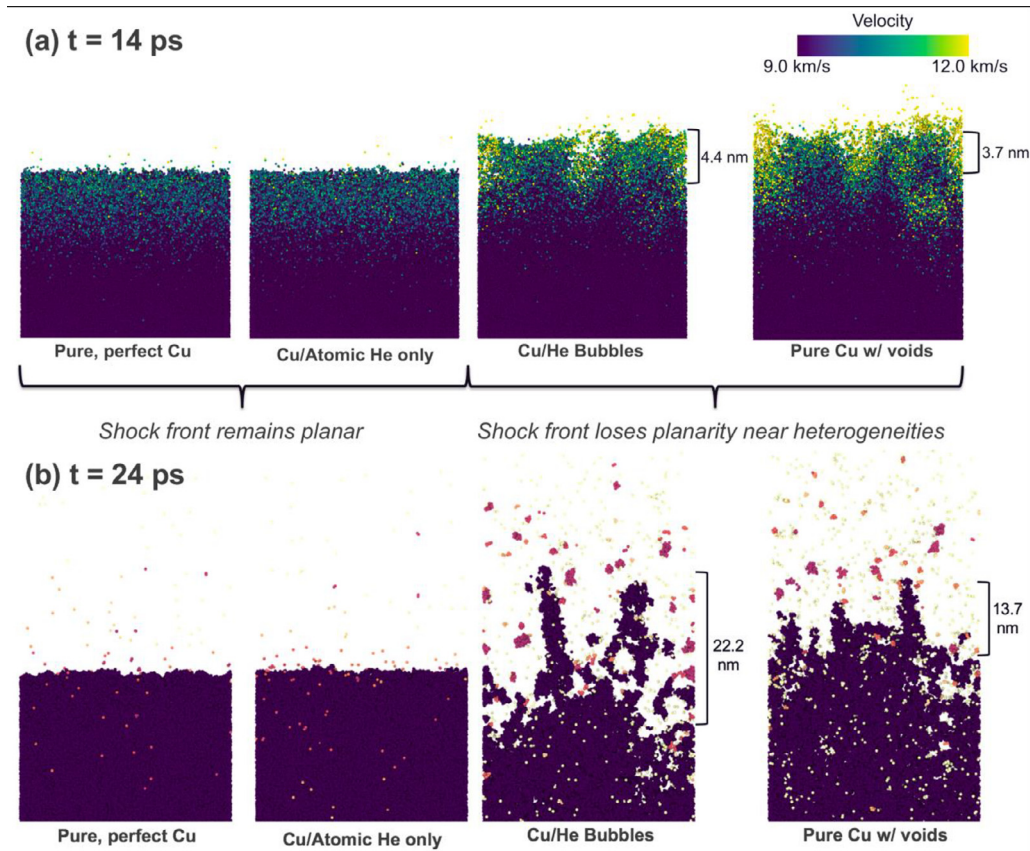 (a) t = 14 ps
Velocity
9.0 km/s
12.0 km/s
4.4 nm
3.7 nm
Pure, perfect Cu
Cu/Atomic He only
Cu/He Bubbles
Pure Cu w/ voids
Shock front remains planar
Shock front loses planarity near heterogeneities
(b) t = 24 ps
22.2
nm
13.7
nm
Pure, perfect Cu
Cu/Atomic He only
Cu/He Bubbles
Pure Cu w/ voids